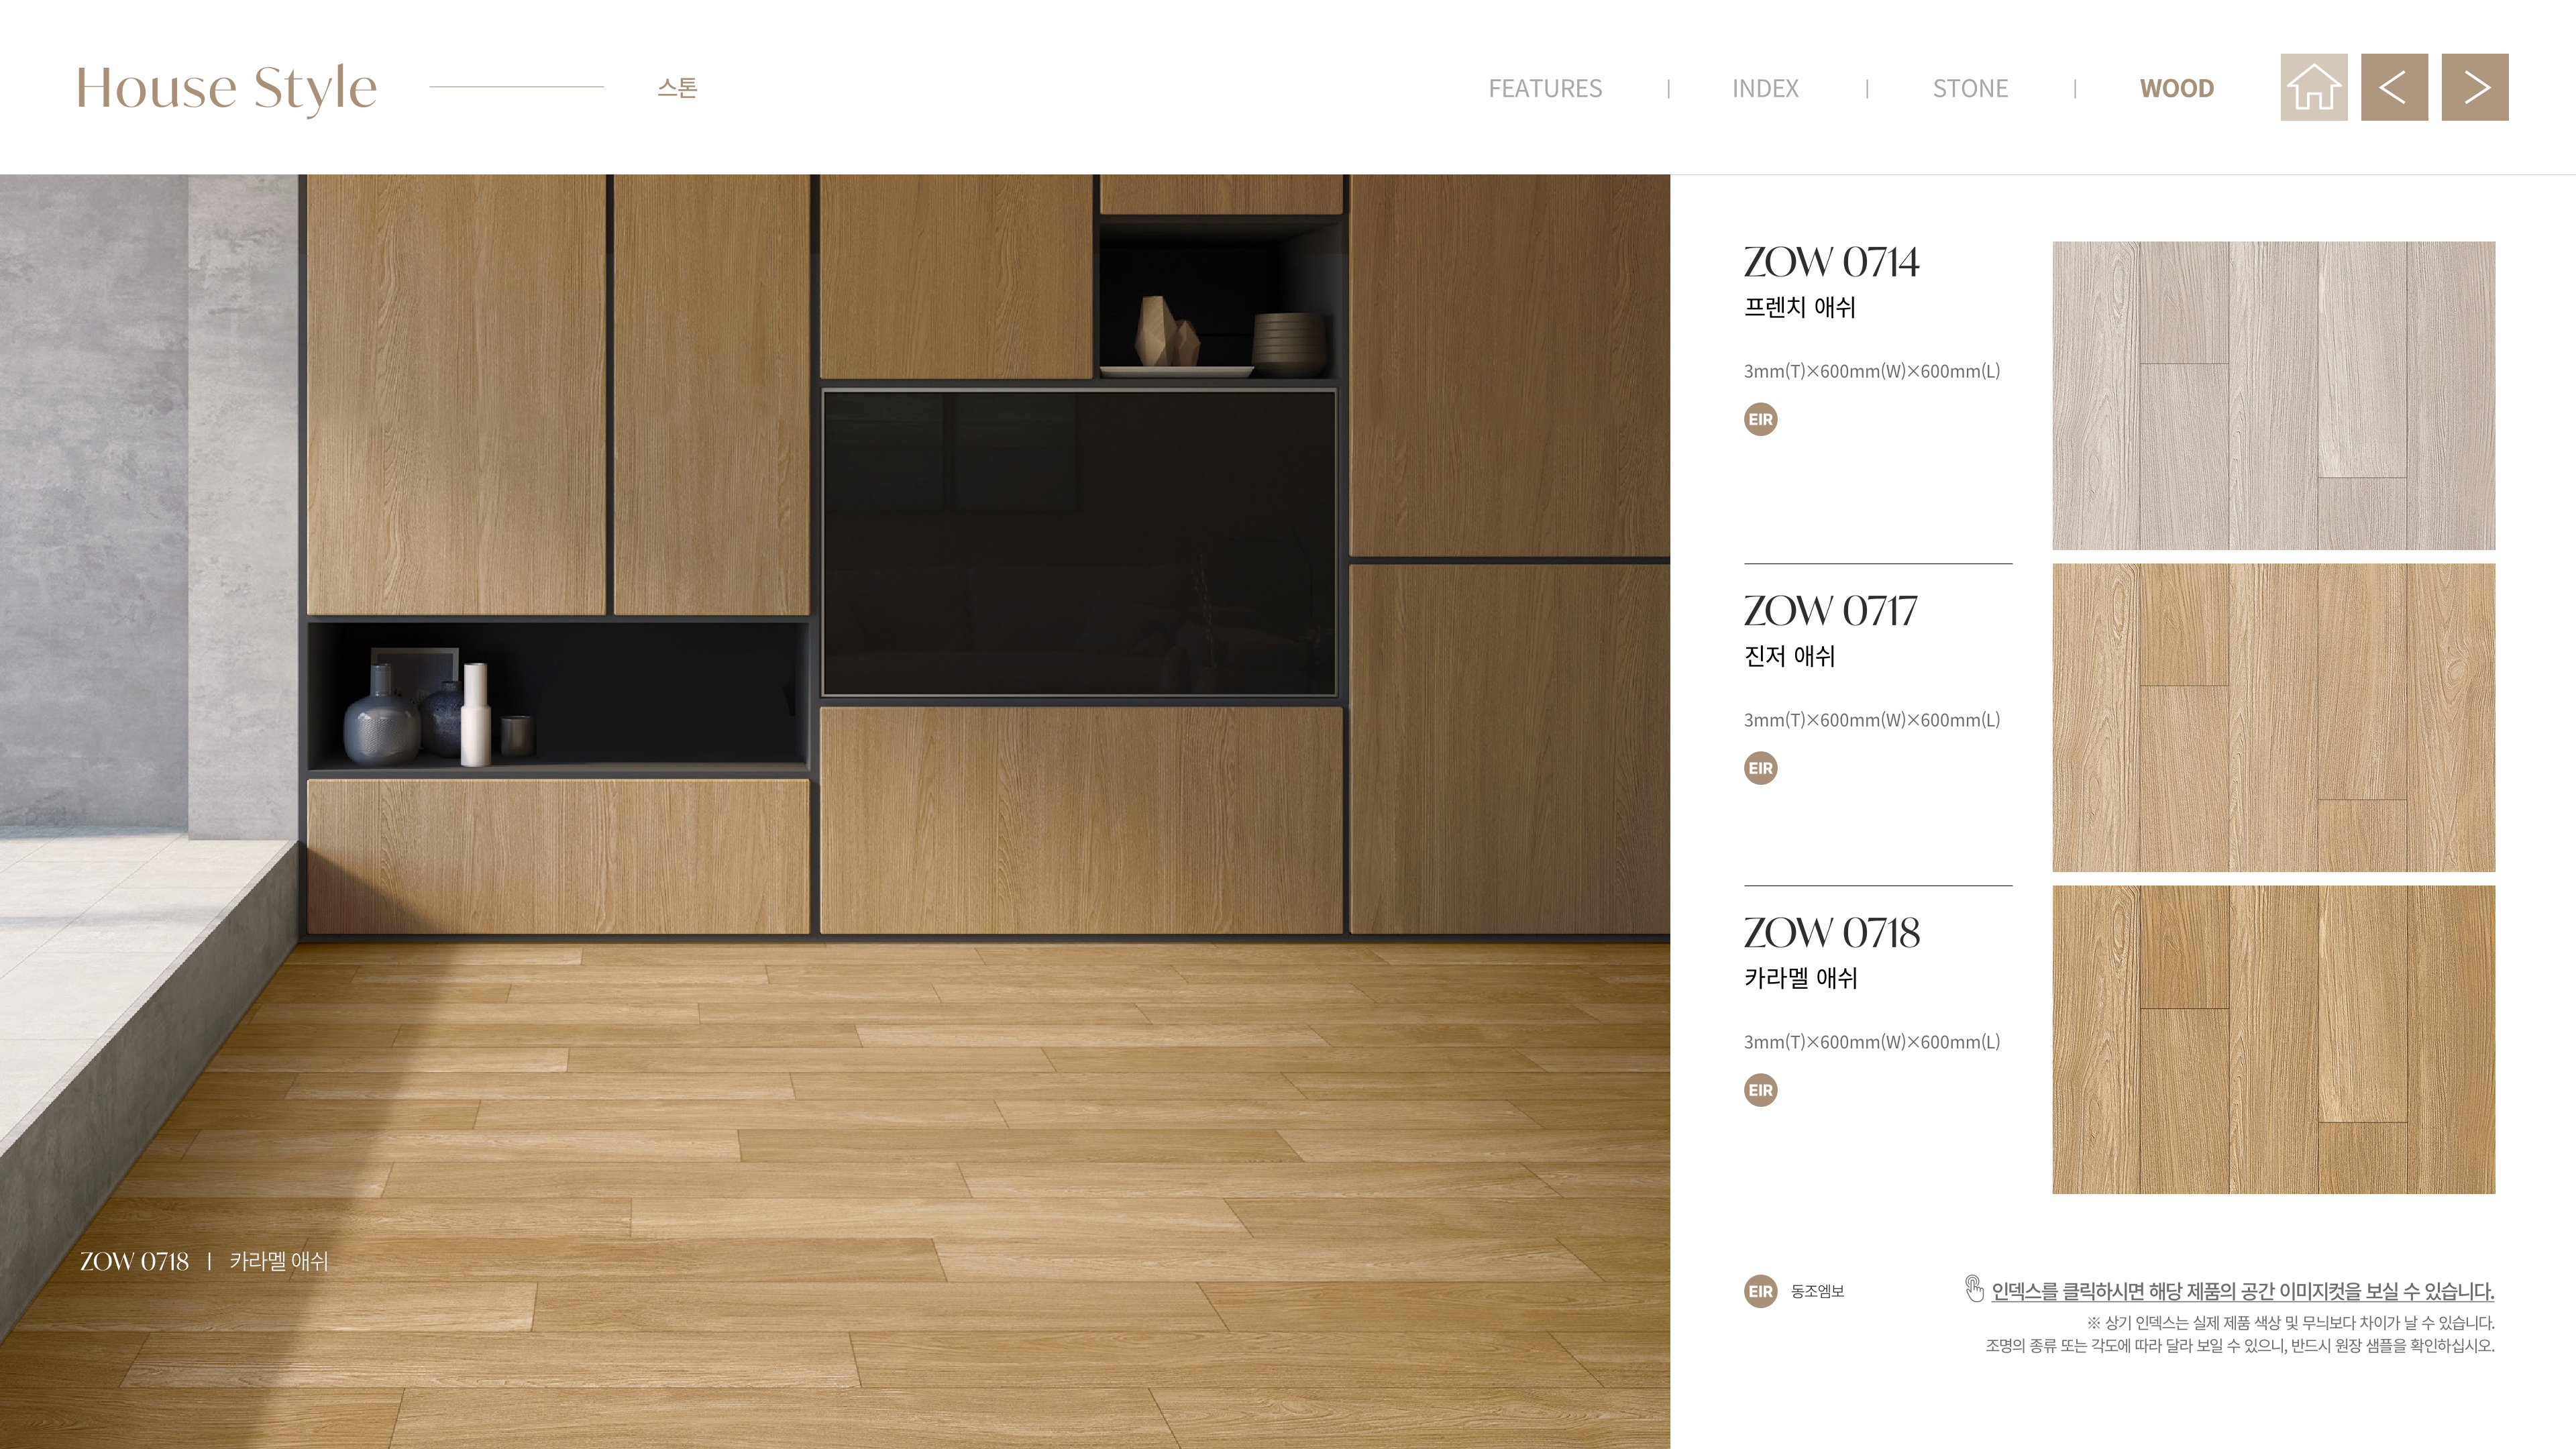 House Style
스톤
FEATURES | INDEX | STONE | WOOD
ZOW 0714
프렌치 애쉬
3mm(T)×600mm(W)×600mm(L)
EIR
ZOW 0717
진저 애쉬
3mm(T)×600mm(W)×600mm(L)
EIR
ZOW 0718
카라멜 애쉬
3mm(T)×600mm(W)×600mm(L)
EIR
ZOW 0718 | 카라멜 애쉬
EIR 동조엠보
인덱스를 클릭하시면 해당 제품의 공간 이미지컷을 보실 수 있습니다.
※ 상기 인덱스는 실제 제품 색상 및 무늬보다 차이가 날 수 있습니다.
조명의 종류 또는 각도에 따라 달라 보일 수 있으니, 반드시 원장 샘플을 확인하십시오.